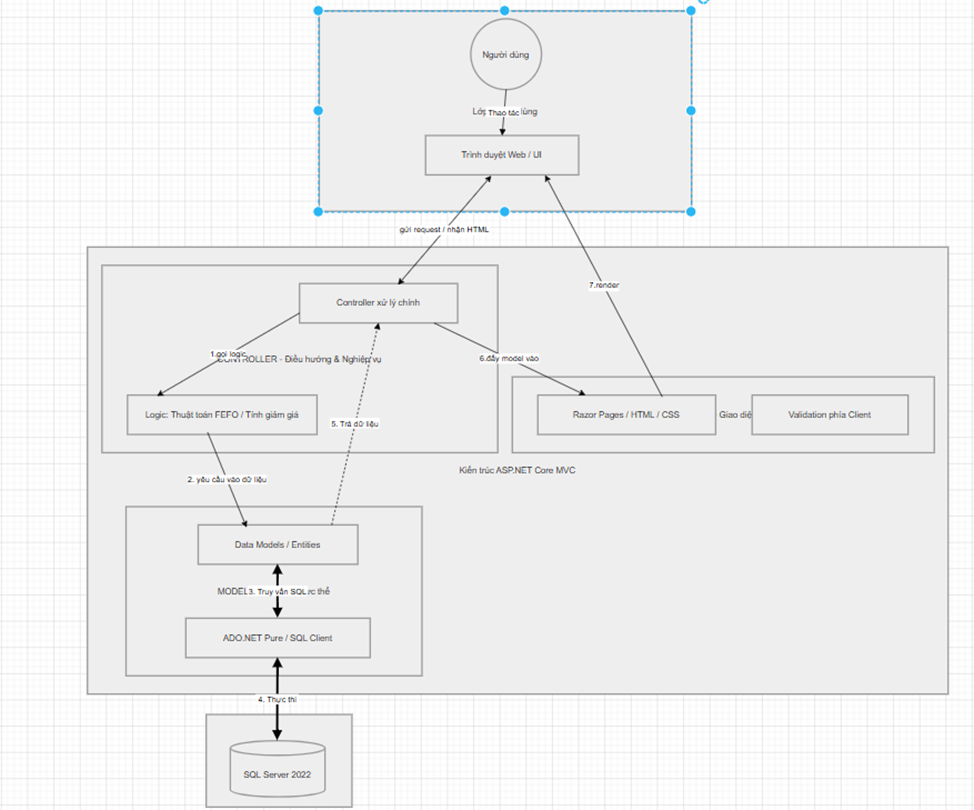 Người dùng
Lớp Thao tác dùng
Trình duyệt Web / UI
gửi request / nhận HTML
Controller xử lý chính
7.render
1.gọi logic
CONTROLLER - Điều hướng & Nghiệp vụ
6.đẩy model vào
Logic: Thuật toán FEFO / Tính giảm giá
5. Trả dữ liệu
Razor Pages / HTML / CSS
Giao diệ
Validation phía Client
Kiến trúc ASP.NET Core MVC
2. yêu cầu vào dữ liệu
Data Models / Entities
MODEL
3. Truy vấn SQL
thể
ADO.NET Pure / SQL Client
4. Thực thi
SQL Server 2022